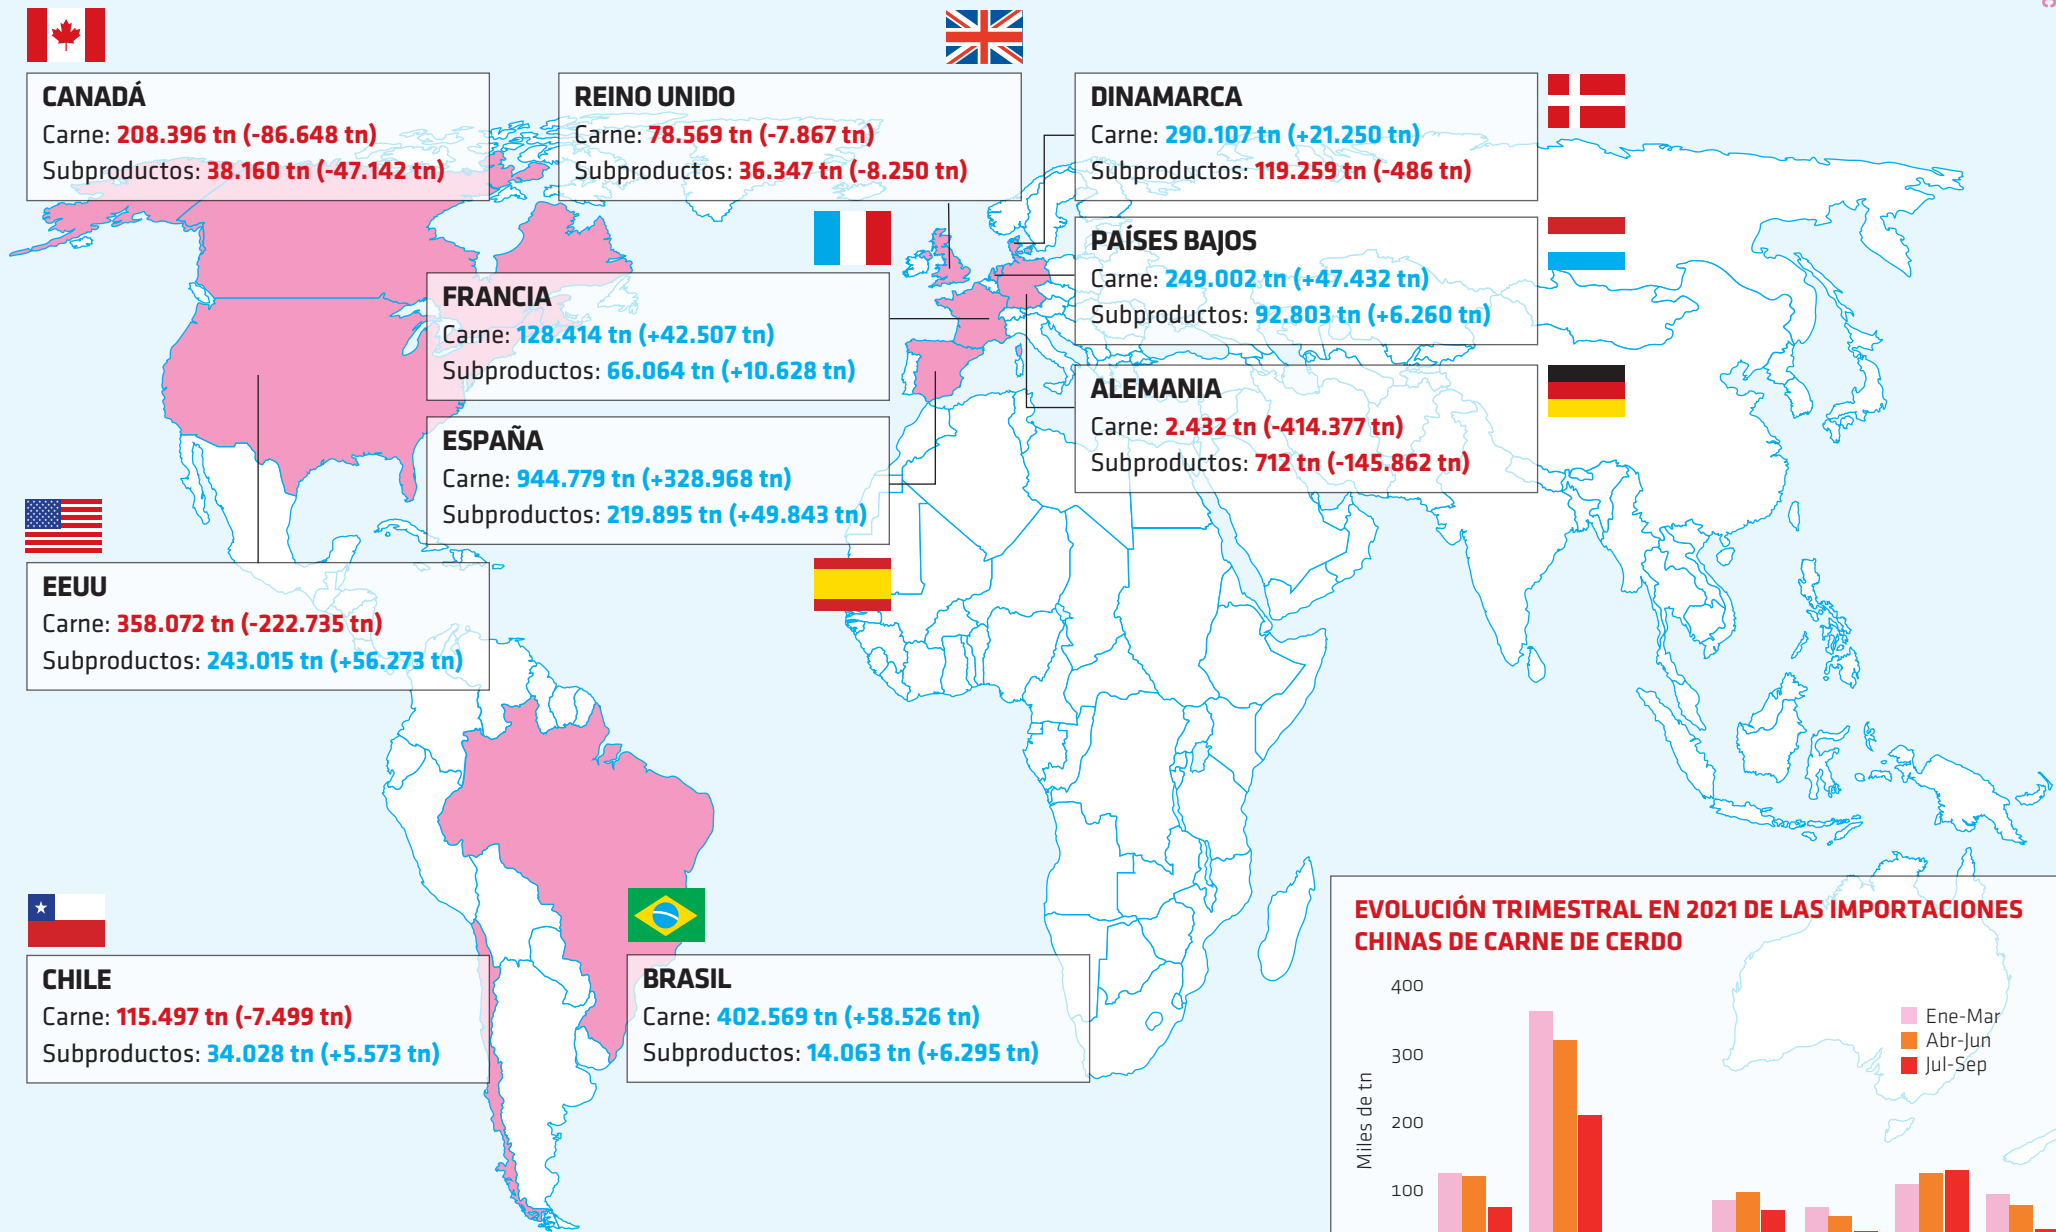 CANADÁ
Carne: 208.396 tn (-86.648 tn)
Subproductos: 38.160 tn (-47.142 tn)
REINO UNIDO
Carne: 78.569 tn (-7.867 tn)
Subproductos: 36.347 tn (-8.250 tn)
DINAMARCA
Carne: 290.107 tn (+21.250 tn)
Subproductos: 119.259 tn (-486 tn)
PAÍSES BAJOS
Carne: 249.002 tn (+47.432 tn)
Subproductos: 92.803 tn (+6.260 tn)
FRANCIA
Carne: 128.414 tn (+42.507 tn)
Subproductos: 66.064 tn (+10.628 tn)
ALEMANIA
Carne: 2.432 tn (-414.377 tn)
Subproductos: 712 tn (-145.862 tn)
ESPAÑA
Carne: 944.779 tn (+328.968 tn)
Subproductos: 219.895 tn (+49.843 tn)
EEUU
Carne: 358.072 tn (-222.735 tn)
Subproductos: 243.015 tn (+56.273 tn)
CHILE
Carne: 115.497 tn (-7.499 tn)
Subproductos: 34.028 tn (+5.573 tn)
BRASIL
Carne: 402.569 tn (+58.526 tn)
Subproductos: 14.063 tn (+6.295 tn)
EVOLUCIÓN TRIMESTRAL EN 2021 DE LAS IMPORTACIONES
CHINAS DE CARNE DE CERDO
400
300
200
100
Miles de tn
Ene-Mar
Abr-Jun
Jul-Sep